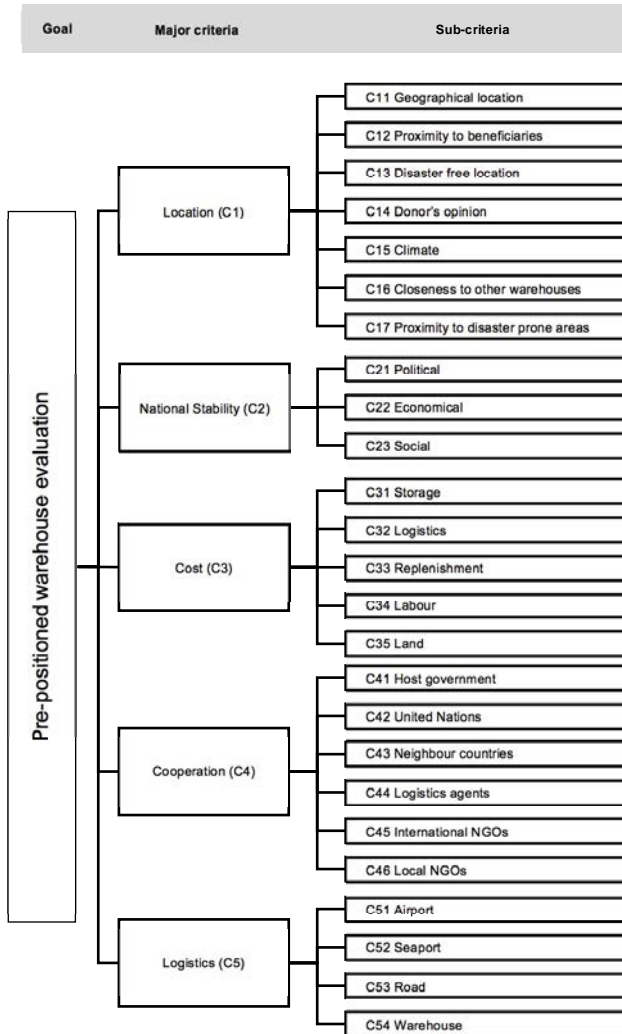 Goal
Major criteria
Sub-criteria
Pre-positioned warehouse evaluation
Location (C1)
C11 Geographical location
C12 Proximity to beneficiaries
C13 Disaster free location
C14 Donor's opinion
C15 Climate
C16 Closeness to other warehouses
C17 Proximity to disaster prone areas
National Stability (C2)
C21 Political
C22 Economical
C23 Social
Cost (C3)
C31 Storage
C32 Logistics
C33 Replenishment
C34 Labour
C35 Land
Cooperation (C4)
C41 Host government
C42 United Nations
C43 Neighbour countries
C44 Logistics agents
C45 International NGOs
C46 Local NGOs
Logistics (C5)
C51 Airport
C52 Seaport
C53 Road
C54 Warehouse